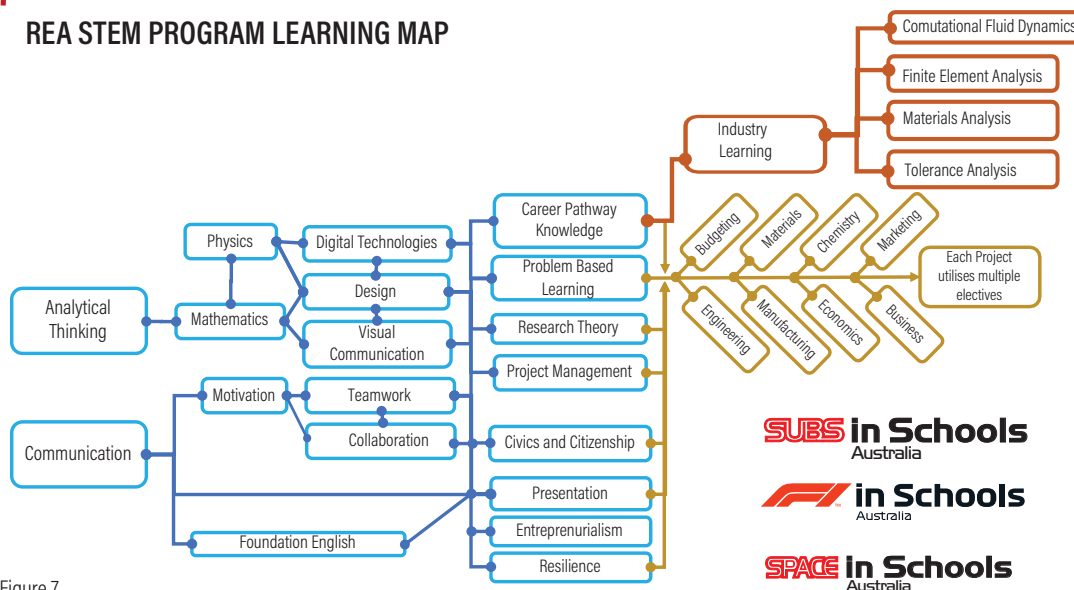 REA STEM PROGRAM LEARNING MAP
Comutational Fluid Dynamics
Finite Element Analysis
Materials Analysis
Tolerance Analysis
Industry
Learning
Career Pathway
Knowledge
Problem Based
Learning
Research Theory
Project Management
Civics and Citizenship
Presentation
Entreprenurialism
Resilience
Physics
Mathematics
Digital Technologies
Design
Visual
Communication
Analytical
Thinking
Motivation
Teamwork
Collaboration
Communication
Foundation English
Budgeting
Materials
Chemistry
Marketing
Engineering
Manufacturing
Economics
Business
Each Project
utilises multiple
electives
SUBS in Schools
Australia
F1 in Schools
™
Australia
SPACE in Schools
Australia
Figure 7